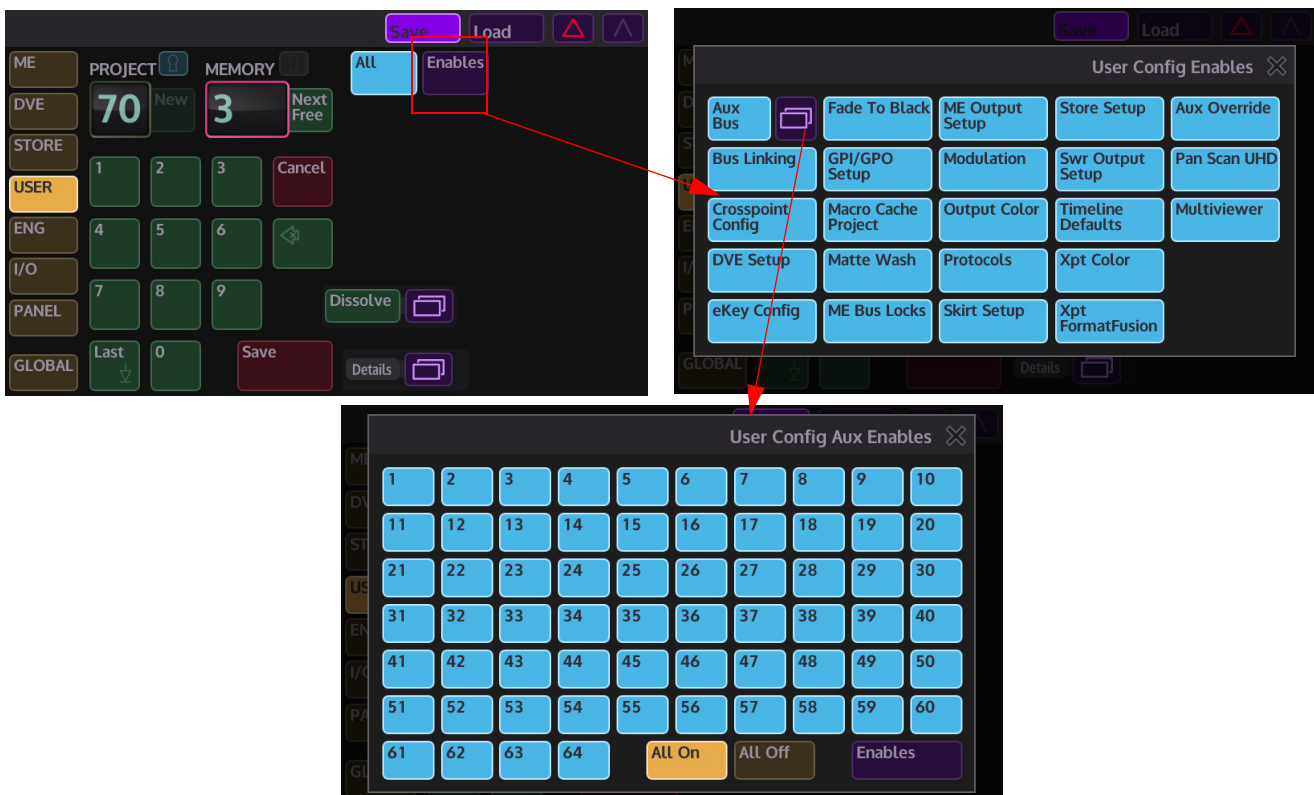 Save
Load
ME
PROJECT
MEMORY
All
Enables
DVE
70
New
3
Next
Free
STORE
1
2
3
Cancel
USER
ENG
4
5
6
I/O
7
8
9
PANEL
Dissolve
Last
0
Save
GLOBAL
Details
Save
Load
User Config Enables
Aux
Bus
Fade To Black
ME Output
Setup
Store Setup
Aux Override
Bus Linking
GPI/GPO
Setup
Modulation
Swr Output
Setup
Pan Scan UHD
Crosspoint
Config
Macro Cache
Project
Output Color
Timeline
Defaults
Multiviewer
DVE Setup
Matte Wash
Protocols
Xpt Color
eKey Config
ME Bus Locks
Skirt Setup
Xpt
FormatFusion
GLOBAL
Details
User Config Aux Enables
1 2 3 4 5 6 7 8 9 10
11 12 13 14 15 16 17 18 19 20
21 22 23 24 25 26 27 28 29 30
31 32 33 34 35 36 37 38 39 40
41 42 43 44 45 46 47 48 49 50
51 52 53 54 55 56 57 58 59 60
61 62 63 64 All On All Off Enables